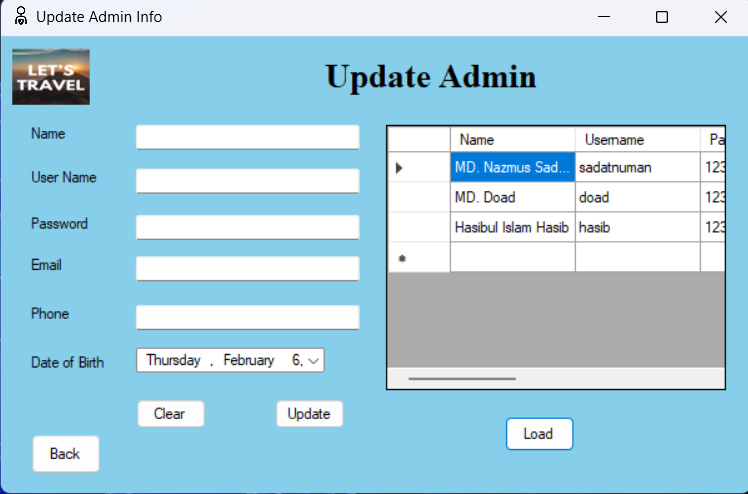 Update Admin Info
LET'S
TRAVEL
Update Admin
Name
User Name
Password
Email
Phone
Date of Birth
Thursday , February 6,
Clear
Update
Back
Name Username Pa
MD. Nazmus Sad... sadatnuman 123
MD. Doad doad 123
Hasibul Islam Hasib hasib 123
Load